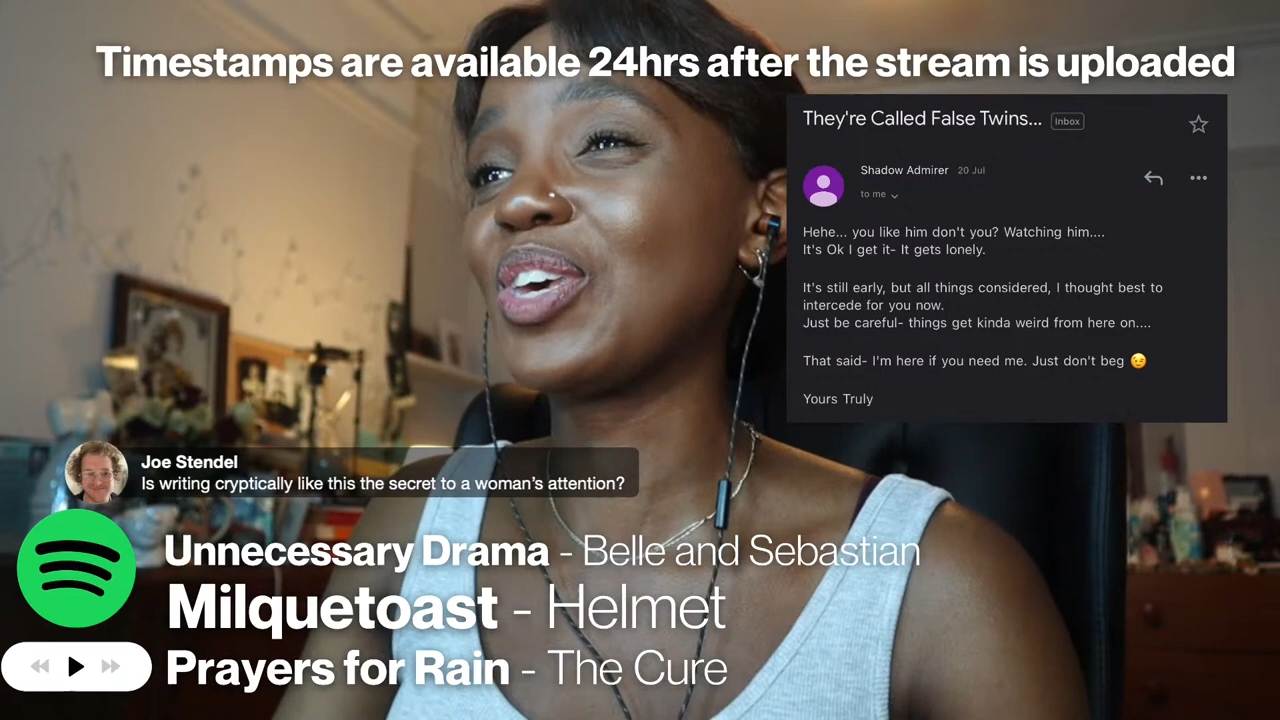 Timestamps are available 24hrs after the stream is uploaded
They're Called False Twins... Inbox
Shadow Admirer 20 Jul
to me
Hehe... you like him don't you? Watching him....
It's Ok I get it- It gets lonely.
It's still early, but all things considered, I thought best to
intercede for you now.
Just be careful- things get kinda weird from here on....
That said- I'm here if you need me. Just don't beg 😉
Yours Truly
Joe Stendel
Is writing cryptically like this the secret to a woman's attention?
Unnecessary Drama - Belle and Sebastian
Milquetoast - Helmet
Prayers for Rain - The Cure